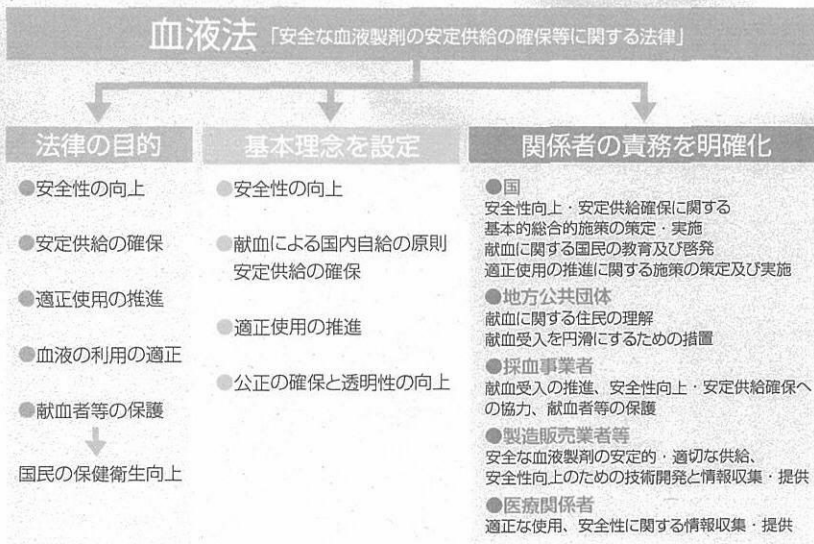 血液法「安全な血液製剤の安定供給の確保等に関する法律」
法律の目的
●安全性の向上
●安定供給の確保
●適正使用の推進
●血液の利用の適正
●献血者等の保護
国民の保健衛生向上
基本理念を設定
●安全性の向上
●献血による国内自給の原則
安定供給の確保
●適正使用の推進
●公正の確保と透明性の向上
関係者の責務を明確化
●国
安全性向上・安定供給確保に関する
基本的総合的施策の策定・実施
献血に関する国民の教育及び啓発
適正使用の推進に関する施策の策定及び実施
●地方公共団体
献血に関する住民の理解
献血受入を円滑にするための措置
●採血事業者
献血受入の推進、安全性向上・安定供給確保へ
の協力、献血者等の保護
●製造販売業者等
安全な血液製剤の安定的・適切な供給、
安全性向上のための技術開発と情報収集・提供
●医療関係者
適正な使用、安全性に関する情報収集・提供